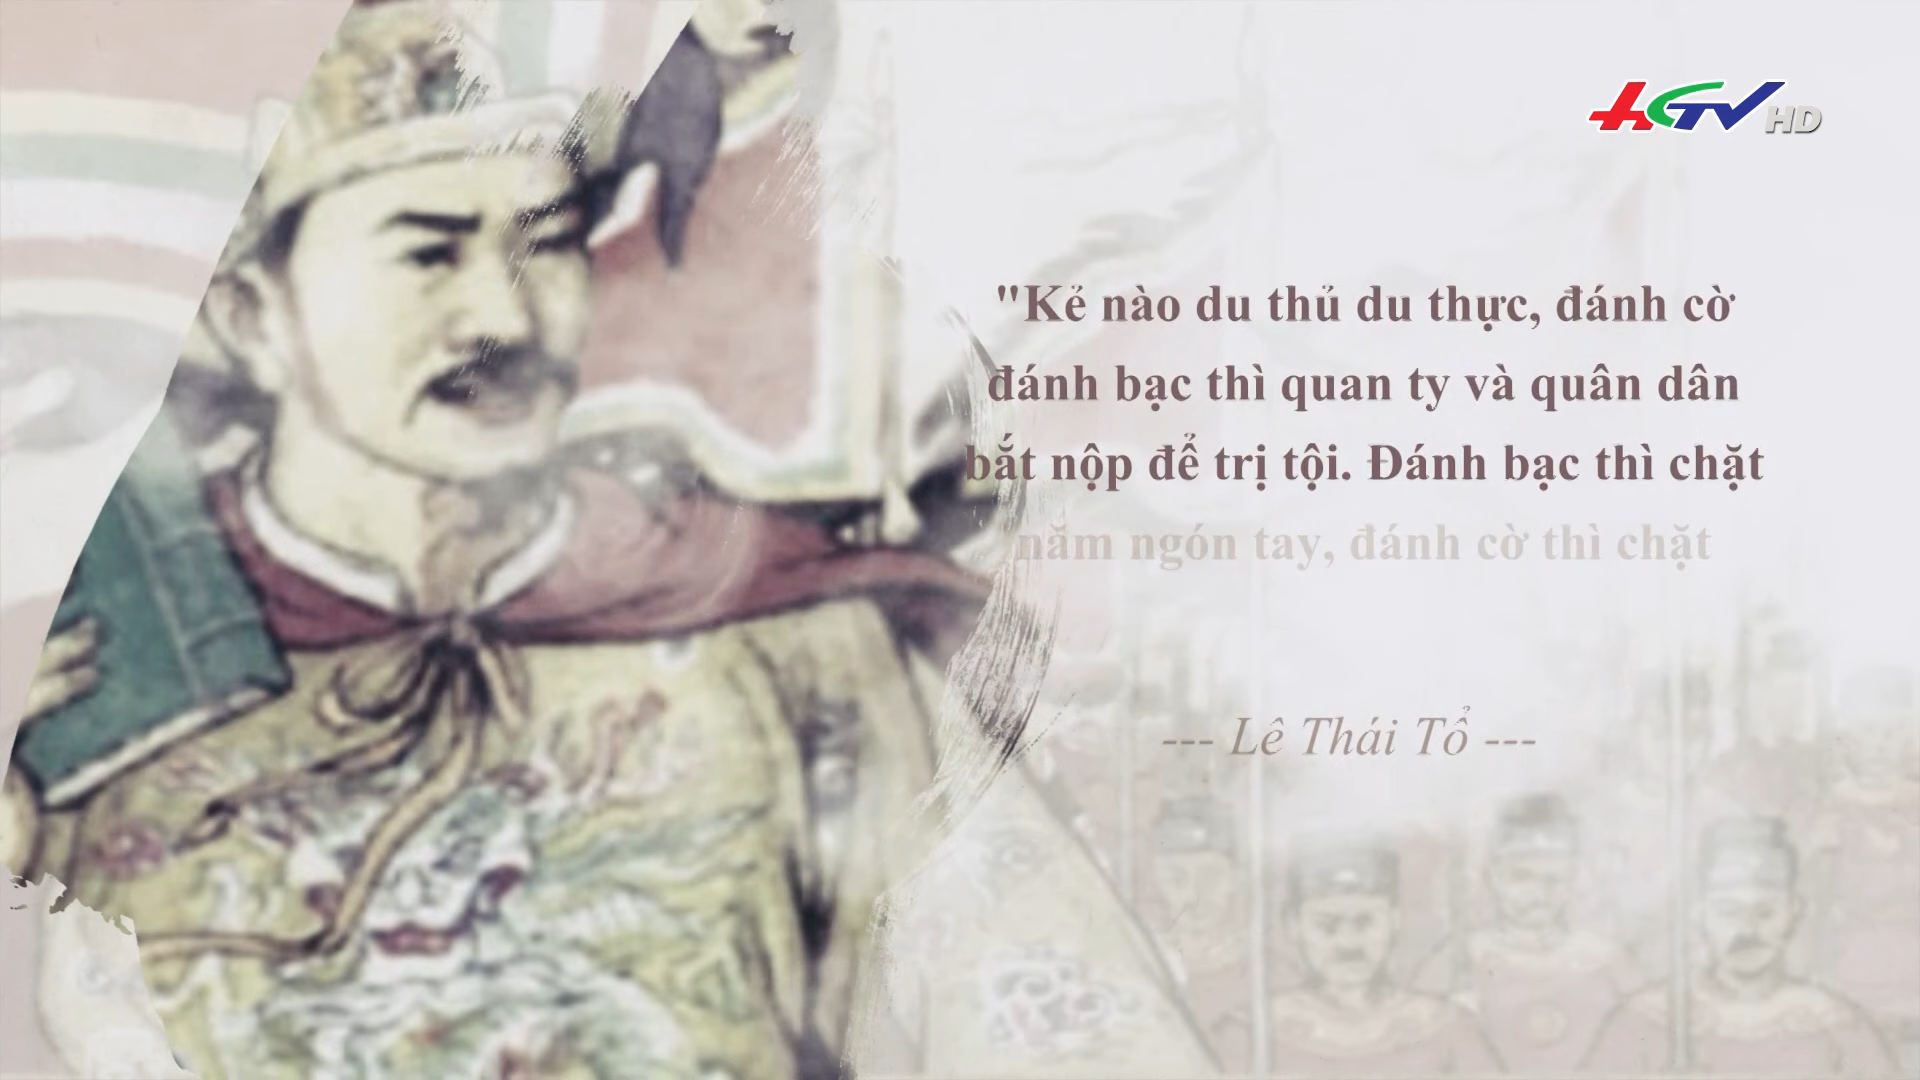 HGTV HD
"Kẻ nào du thủ du thực, đánh cờ
đánh bạc thì quan ty và quân dân
bắt nộp để trị tội. Đánh bạc thì chặt
nắm ngón tay, đánh cờ thì chặt
--- Lê Thái Tổ ---